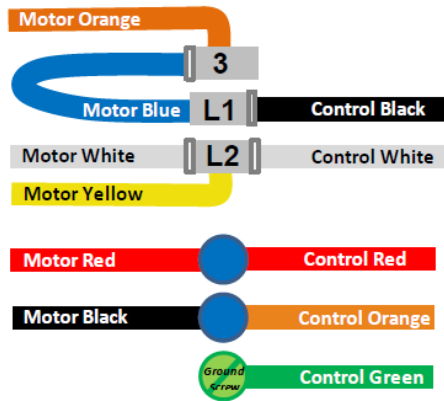 Motor Orange
3
Motor Blue L1 Control Black
Motor White L2 Control White
Motor Yellow
Motor Red Control Red
Motor Black Control Orange
Ground
Screw Control Green